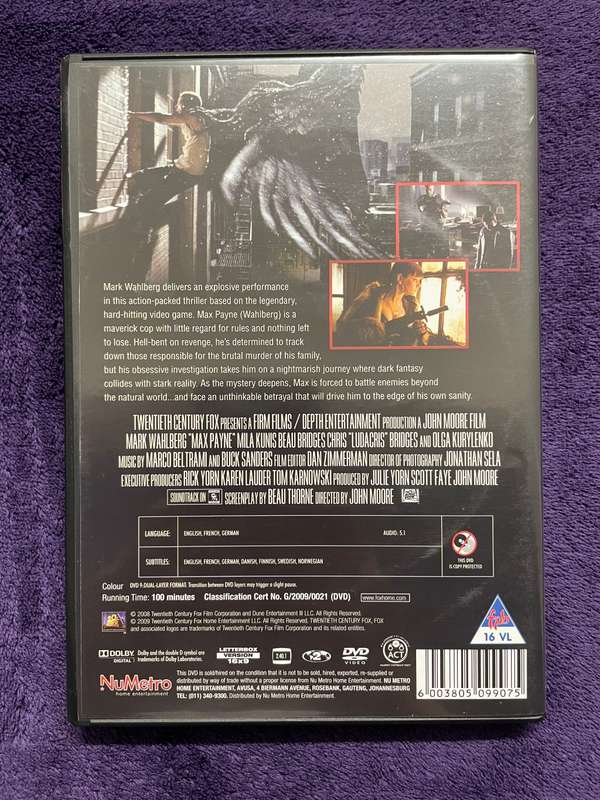 Mark Wahlberg delivers an explosive performance
in this action-packed thriller based on the legendary,
hard-hitting video game. Max Payne (Wahlberg) is a
maverick cop with little regard for rules and nothing left
to lose. Hell-bent on revenge, he's determined to track
down those responsible for the brutal murder of his family,
but his obsessive investigation takes him on a nightmarish journey where dark fantasy
collides with stark reality. As the mystery deepens, Max is forced to battle enemies beyond
the natural world...and face an unthinkable betrayal that will drive him to the edge of his own sanity.
TWENTIETH CENTURY FOX PRESENTS A FIRM FILMS / DEPTH ENTERTAINMENT PRODUCTION A JOHN MOORE FILM
MARK WAHLBERG "MAX PAYNE" MILA KUNIS BEAU BRIDGES CHRIS "LUDACRIS" BRIDGES AND OLGA KURYLENKO
MUSIC BY MARCO BELTRAMI AND BUCK SANDERS FILM EDITOR DAN ZIMMERMAN DIRECTOR OF PHOTOGRAPHY JONATHAN SELA
EXECUTIVE PRODUCERS RICK YORN KAREN LAUDER TOM KARNOWSKI PRODUCED BY JULIE YORN SCOTT FAYE JOHN MOORE
SOUNDTRACK ON SCREENPLAY BY BEAU THORNE DIRECTED BY JOHN MOORE FOX
LANGUAGE: ENGLISH, FRENCH, GERMAN AUDIO. 5.1
SUBTITLES: ENGLISH, FRENCH, GERMAN, DANISH, FINNISH, SWEDISH, NORWEGIAN
THIS DVD
IS COPY PROTECTED
Colour DVD 9:DUAL-LAYER FORMAT. Transition between DVD layers may trigger a slight pause.
Running Time: 100 minutes Classification Cert No. G/2009/0021 (DVD) www.foxhome.com
© 2008 Twentieth Century Fox Film Corporation and Dune Entertainment III LLC. All Rights Reserved.
© 2009 Twentieth Century Fox Home Entertainment LLC. All Rights Reserved. TWENTIETH CENTURY FOX, FOX
and associated logos are trademarks of Twentieth Century Fox Film Corporation and its related entities.
fpb
16 VL
DOLBY
DIGITAL
Dolby and the double D symbol are
trademarks of Dolby Laboratories.
LETTERBOX
VERSION
16x9
2.40:1
2
DVD
VIDEO
ACT
6003805099075
NuMetro
home entertainment
This DVD is sold/hired on the condition that it is not to be sold, hired, exported, re-supplied or
distributed by way of trade without a proper license from Nu Metro Home Entertainment. NU METRO
HOME ENTERTAINMENT, AVUSA, 4 BIERMANN AVENUE, ROSEBANK, GAUTENG, JOHANNESBURG
TEL: (011) 340-9300. DISTRIBUTED BY NU METRO HOME ENTERTAINMENT